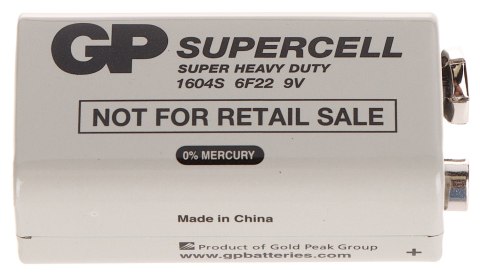 GP SUPERCELL
SUPER HEAVY DUTY
1604S 6F22 9V
NOT FOR RETAIL SALE
0% MERCURY
Made in China
Product of Gold Peak Group
www.gpbatteries.com +